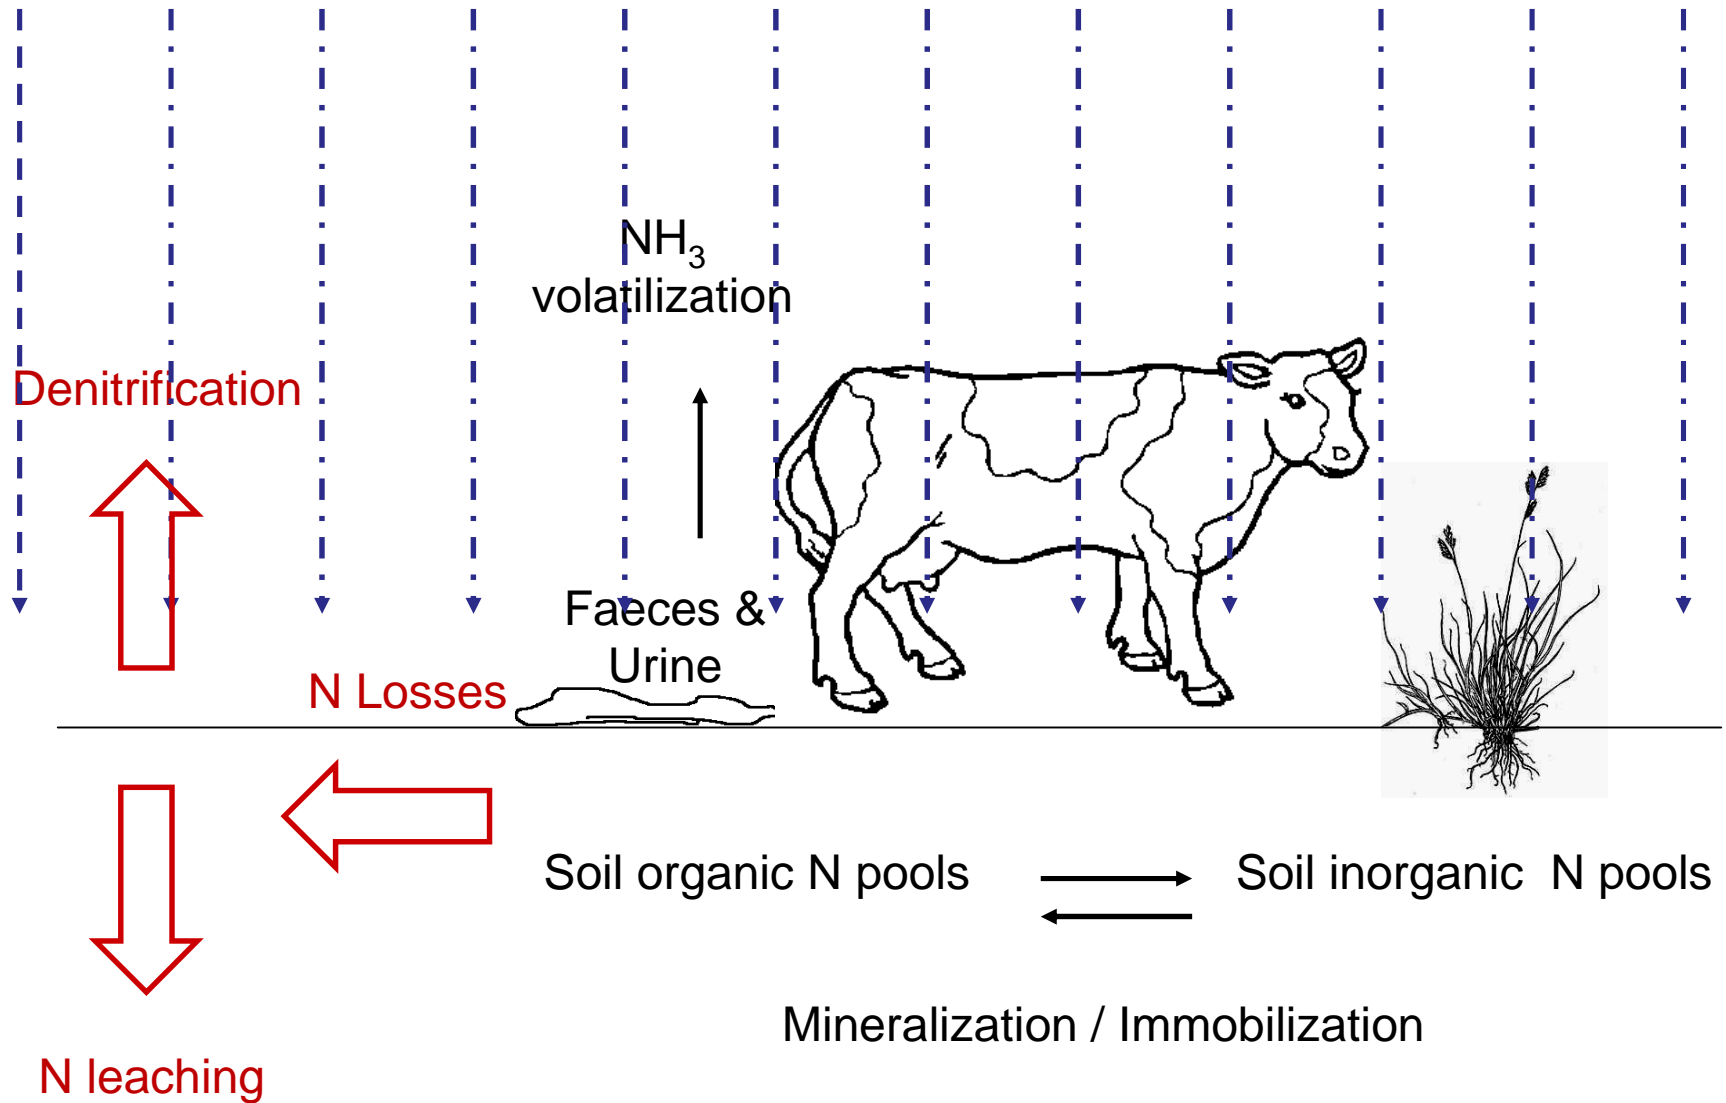 NH₃
volatilization
Denitrification
Faeces &
Urine
N Losses
Soil organic N pools
Soil inorganic N pools
Mineralization / Immobilization
N leaching